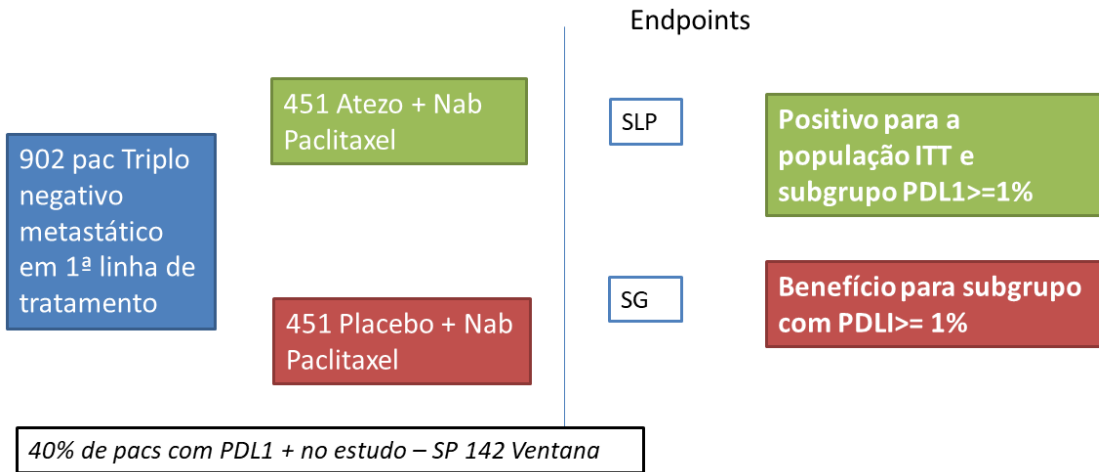 Endpoints
902 pac Triplo
negativo
metastático
em 1ª linha de
tratamento
451 Atezo + Nab
Paclitaxel
451 Placebo + Nab
Paclitaxel
SLP
Positivo para a
população ITT e
subgrupo PDL1>=1%
SG
Benefício para subgrupo
com PDLI>= 1%
40% de pacs com PDL1 + no estudo – SP 142 Ventana